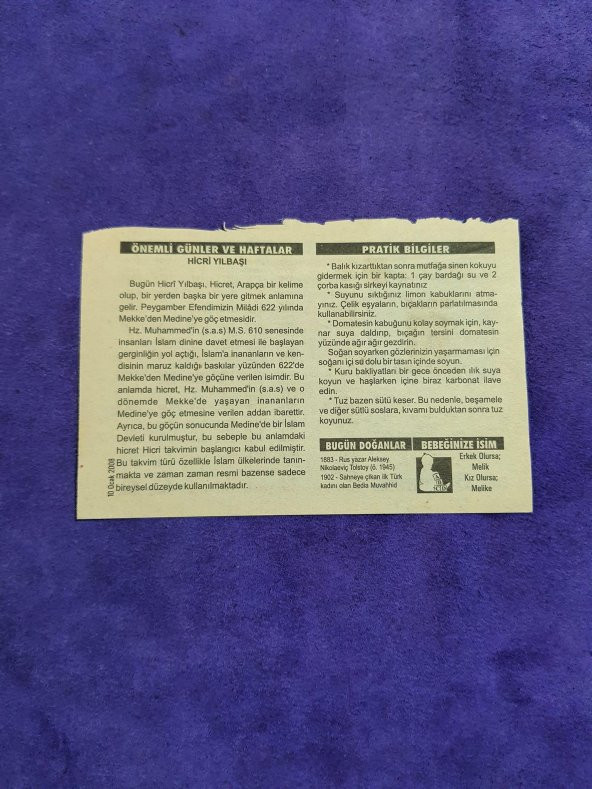 ÖNEMLİ GÜNLER VE HAFTALAR
HİCRİ YILBAŞI
Bugün Hicrî Yılbaşı, Hicret, Arapça bir kelime
olup, bir yerden başka bir yere gitmek anlamına
gelir. Peygamber Efendimizin Milâdi 622 yılında
Mekke'den Medine'ye göç etmesidir.
Hz. Muhammed'in (s.a.s) M.S. 610 senesinde
insanları İslam dinine davet etmesi ile başlayan
gerginliğin yol açtığı, İslam'a inananların ve ken-
disinin maruz kaldığı baskılar yüzünden 622'de
Mekke'den Medine'ye göçüne verilen isimdir. Bu
anlamda hicret, Hz. Muhammed'in (s.a.s) ve o
dönemde Mekke'de yaşayan inananların
Medine'ye göç etmesine verilen addan ibarettir.
Ayrıca, bu göçün sonucunda Medine'de bir İslam
Devleti kurulmuştur, bu sebeple bu anlamdaki
hicret Hicri takvimin başlangıcı kabul edilmiştir.
Bu takvim türü özellikle İslam ülkelerinde tanın-
makta ve zaman zaman resmi bazense sadece
bireysel düzeyde kullanılmaktadır.
10 Ocak 2008
PRATİK BİLGİLER
* Balık kızarttıktan sonra mutfağa sinen kokuyu
gidermek için bir kapta: 1 çay bardağı su ve 2
çorba kasığı sirkeyi kaynatınız
* Suyunu sıktığınız limon kabuklarını atma-
yınız. Çelik eşyaların, bıçakların parlatılmasında
kullanabilirsiniz.
* Domatesin kabuğunu kolay soymak için, kay-
nar suya daldırıp, bıçağın tersini domatesin
yüzünde ağır ağır gezdirin.
Soğan soyarken gözlerinizin yaşarmaması için
soğanı içi su dolu bir tasın içinde soyun.
* Kuru bakliyatları bir gece önceden ılık suya
koyun ve haşlarken içine biraz karbonat ilave
edin.
* Tuz bazen sütü keser. Bu nedenle, beşamele
ve diğer sütlü soslara, kıvamı bulduktan sonra tuz
koyunuz.
BUGÜN DOĞANLAR
1883 - Rus yazar Aleksey
Nikolaeviç Tolstoy (ö. 1945)
1902 - Sahneye çıkan ilk Türk
kadını olan Bedia Muvahhid
BEBEĞİNİZE İSİM
Erkek Olursa;
Melik
Kız Olursa;
Melike